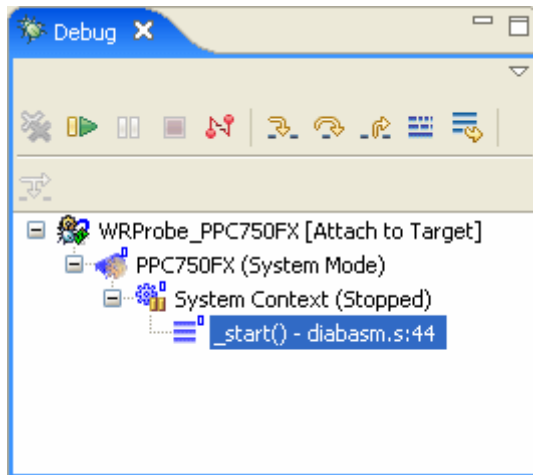 Debug
WRProbe_PPC750FX [Attach to Target]
PPC750FX (System Mode)
System Context (Stopped)
_start() - diabasm.s:44